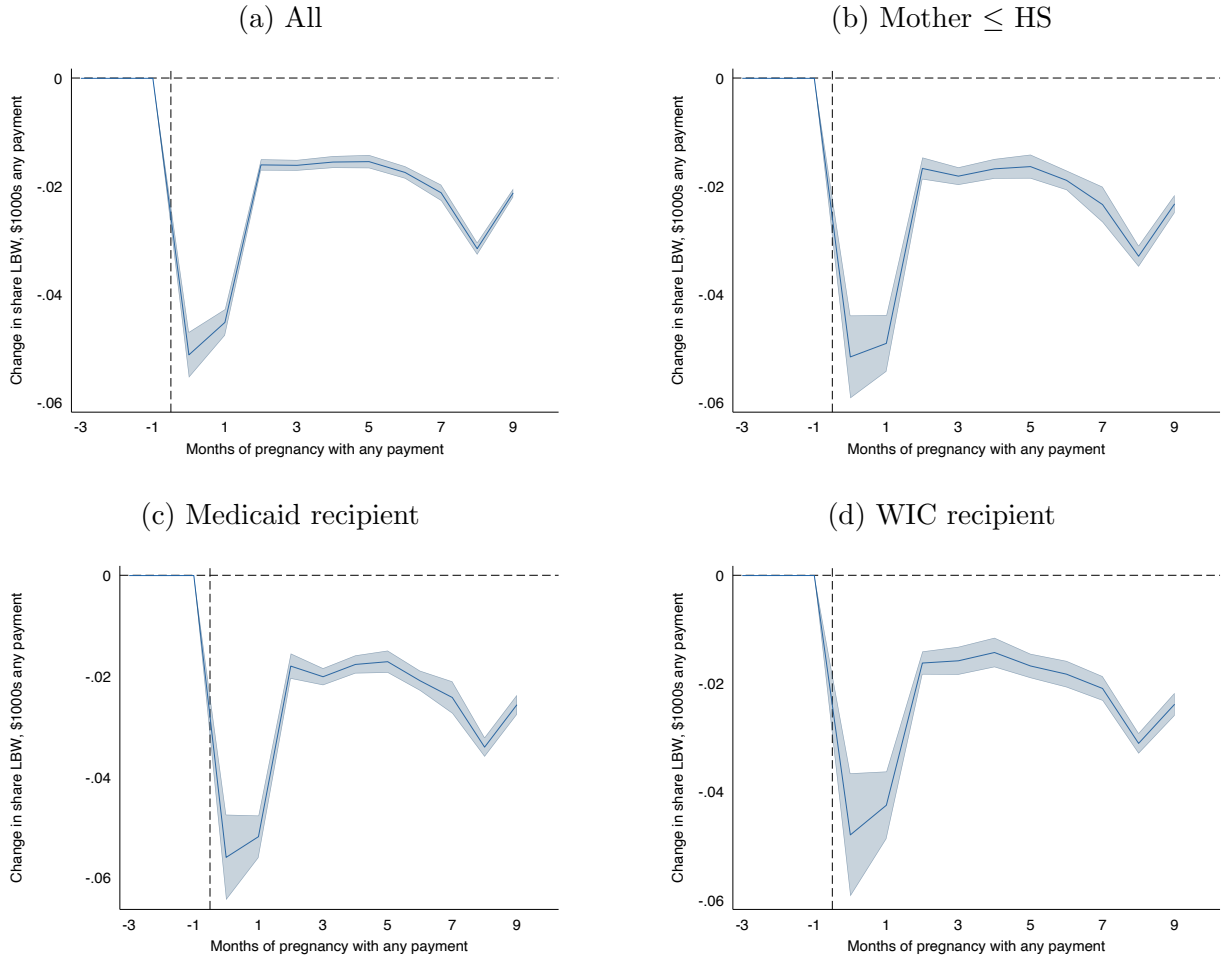 (a) All
Change in share LBW, $1000s any payment
0
-.02
-.04
-.06
-3 -1 1 3 5 7 9
Months of pregnancy with any payment
(b) Mother ≤ HS
Change in share LBW, $1000s any payment
0
-.02
-.04
-.06
-3 -1 1 3 5 7 9
Months of pregnancy with any payment
(c) Medicaid recipient
Change in share LBW, $100s any payment
0
-.02
-.04
-.06
-3 -1 1 3 5 7 9
Months of pregnancy with any payment
(d) WIC recipient
Change in share LBW, $100s any payment
0
-.02
-.04
-.06
-3 -1 1 3 5 7 9
Months of pregnancy with any payment